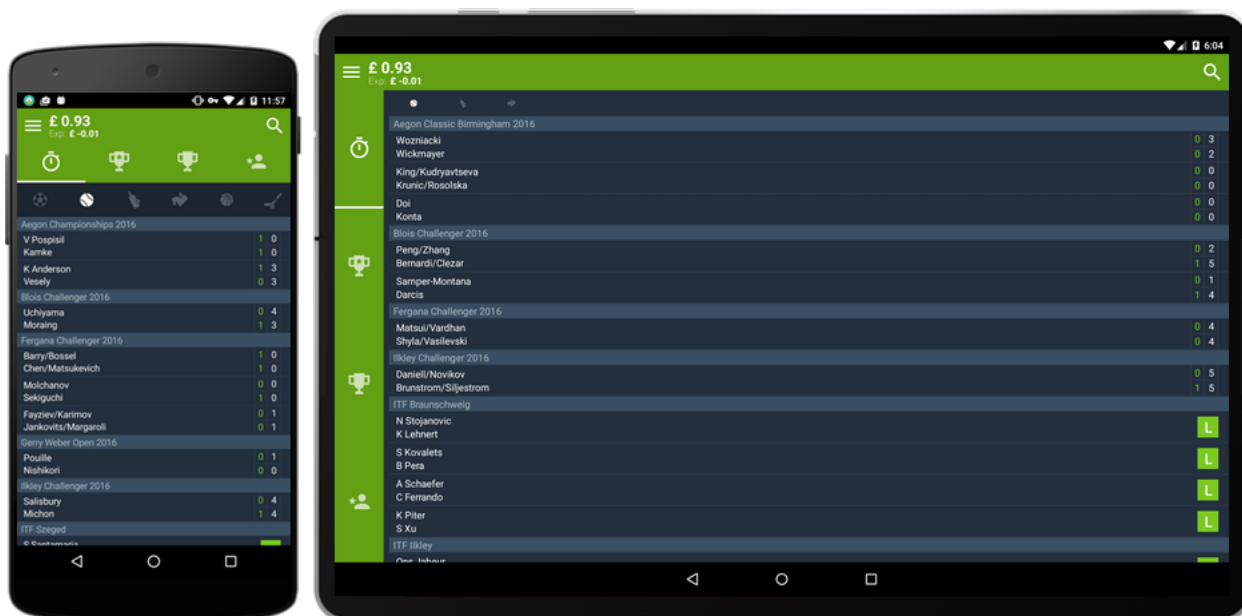 11:57
£ 0.93
Exp: £ -0.01
Aegon Championships 2016
V Pospisil 1 0
Kamke 1 0
K Anderson 1 3
Vesely 0 3
Blois Challenger 2016
Uchiyama 0 4
Moraing 1 3
Fergana Challenger 2016
Barry/Bossel 1 0
Chen/Matsukevich 1 0
Molchanov 0 0
Sekiguchi 1 0
Fayziev/Karimov 0 1
Jankovits/Margaroli 0 1
Gerry Weber Open 2016
Pouille 0 1
Nishikori 0 0
Ilkley Challenger 2016
Salisbury 0 4
Michon 1 4
ITF Szeged
S Santamaria
6:04
£ 0.93
Exp: £ -0.01
Aegon Classic Birmingham 2016
Wozniacki 0 3
Wickmayer 0 2
King/Kudryavtseva 0 0
Krunic/Rosolska 0 0
Doi 0 0
Konta 0 0
Blois Challenger 2016
Peng/Zhang 0 2
Bernardi/Clezar 1 5
Samper-Montana 0 1
Darcis 1 4
Fergana Challenger 2016
Matsui/Vardhan 0 4
Shyla/Vasilevski 0 4
Ilkley Challenger 2016
Daniell/Novikov 0 5
Brunstrom/Siljestrom 1 5
ITF Braunschweig
N Stojanovic
K Lehnert
L
S Kovalets
B Pera
L
A Schaefer
C Ferrando
L
K Piter
S Xu
L
ITF Ilkley
Ons Jabeur